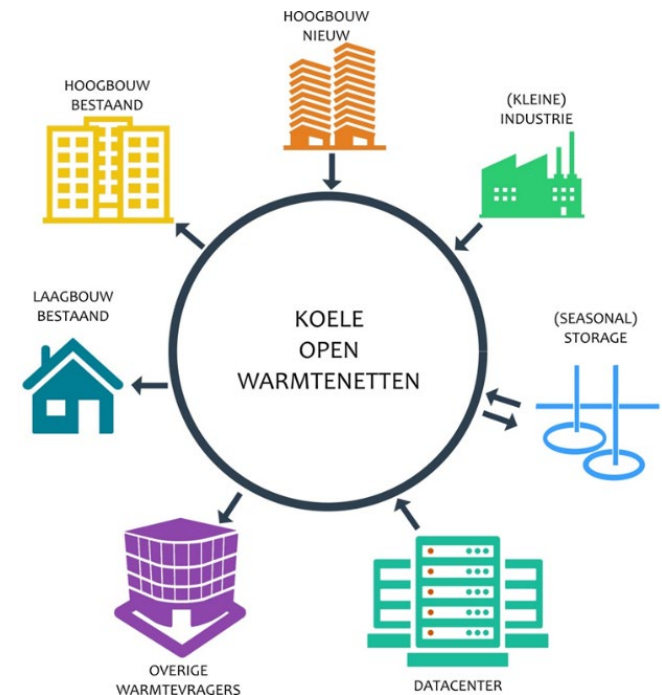 HOOGBOUW
NIEUW
HOOGBOUW
BESTAAND
(KLEINE)
INDUSTRIE
LAAGBOUW
BESTAAND
KOELE
OPEN
WARMTENETTEN
(SEASONAL)
STORAGE
OVERIGE
WARMTEVRAGERS
DATACENTER